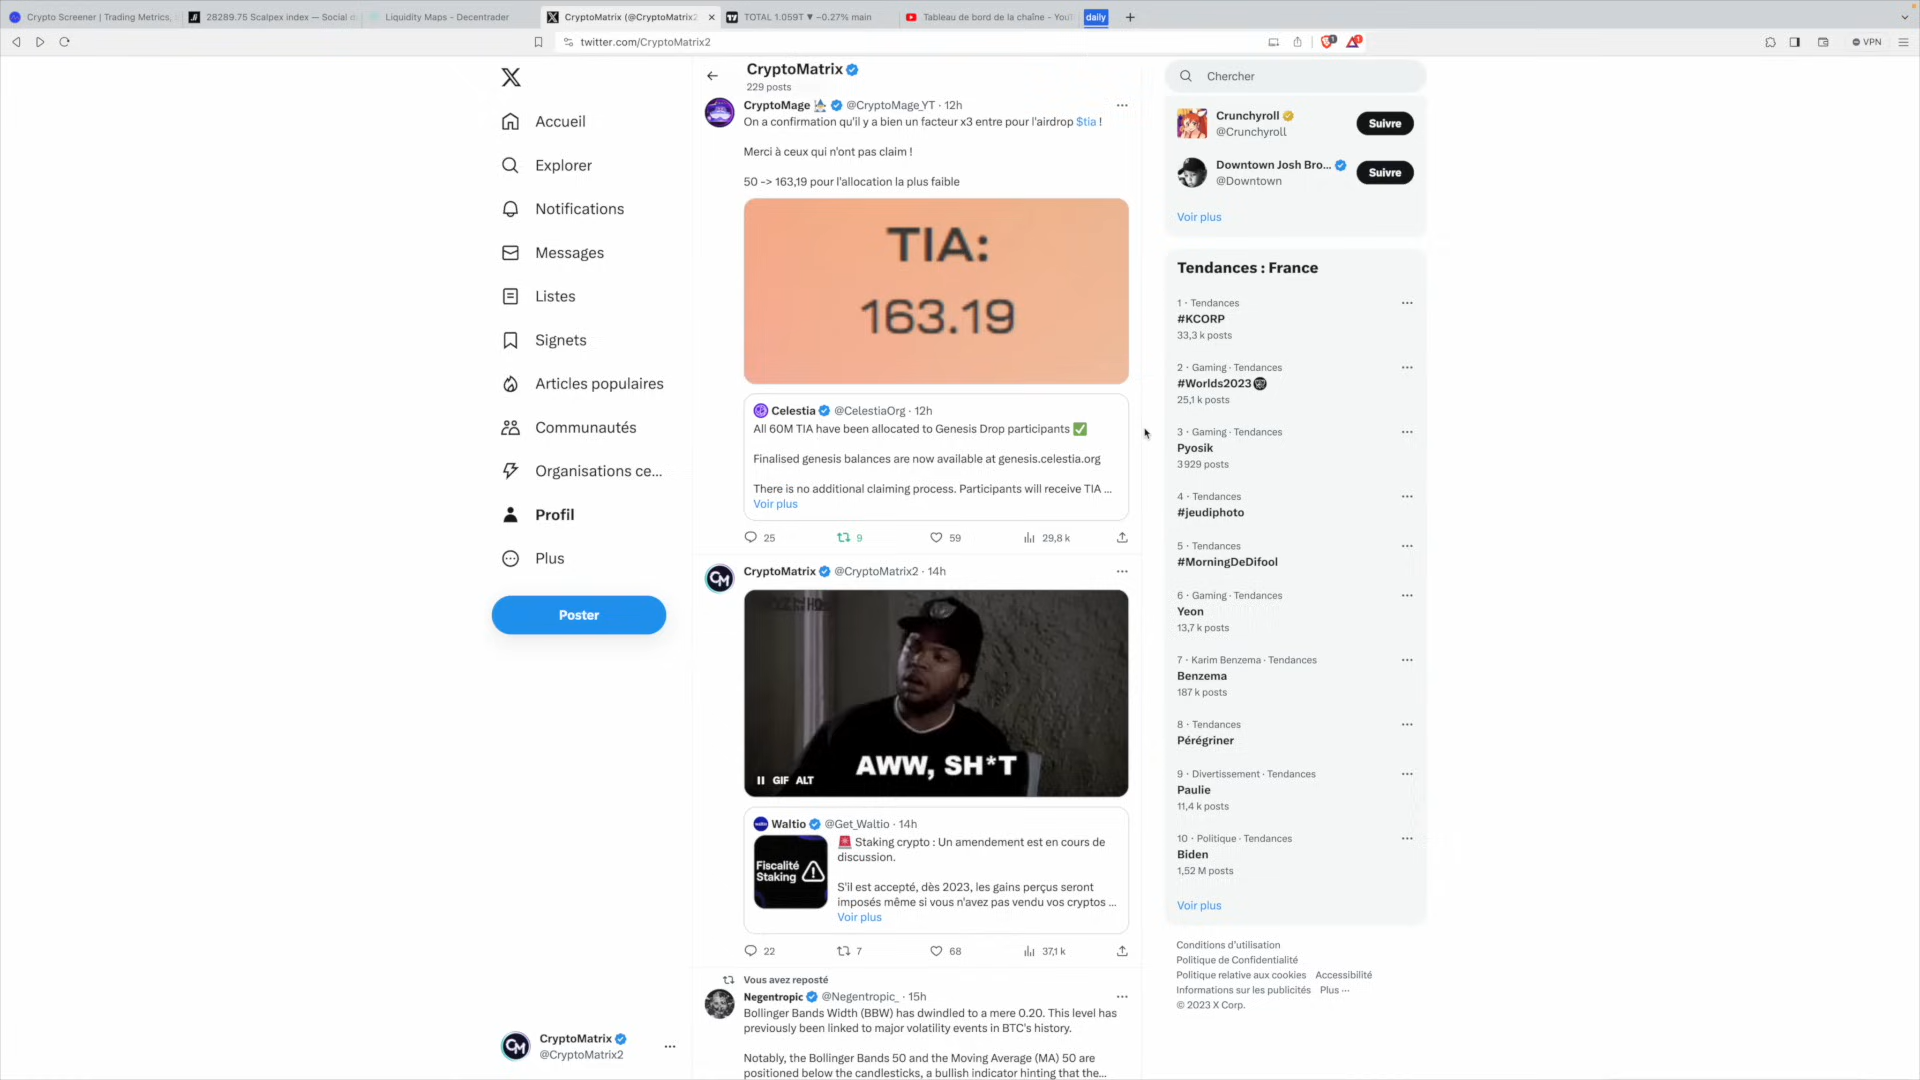 Crypto Screener | Trading Metrics,
28289.75 Scalpex index — Social d
Liquidity Maps - Decentrader
CryptoMatrix (@CryptoMatrix2
TOTAL 1.059T ▼ −0.27% main
Tableau de bord de la chaîne - YouT
daily
twitter.com/CryptoMatrix2
VPN
Accueil
Explorer
Notifications
Messages
Listes
Signets
Articles populaires
Communautés
Organisations ce...
Profil
Plus
Poster
CryptoMatrix
@CryptoMatrix2
CryptoMatrix
229 posts
CryptoMage 🧙‍♂️ @CryptoMage_YT · 12h
On a confirmation qu'il y a bien un facteur x3 entre pour l'airdrop $tia !
Merci à ceux qui n'ont pas claim !
50 -> 163,19 pour l'allocation la plus faible
TIA:
163.19
Celestia @CelestiaOrg · 12h
All 60M TIA have been allocated to Genesis Drop participants ✅
Finalised genesis balances are now available at genesis.celestia.org
There is no additional claiming process. Participants will receive TIA ...
Voir plus
25 9 59 29,8 k
CryptoMatrix @CryptoMatrix2 · 14h
AWW, SH*T
GIF ALT
Waltio @Get_Waltio · 14h
Fiscalité
Staking
🚨 Staking crypto : Un amendement est en cours de
discussion.
S'il est accepté, dès 2023, les gains perçus seront
imposés même si vous n'avez pas vendu vos cryptos ...
Voir plus
22 7 68 37,1 k
Vous avez reposté
Negentropic @Negentropic_ · 15h
Bollinger Bands Width (BBW) has dwindled to a mere 0.20. This level has
previously been linked to major volatility events in BTC's history.
Notably, the Bollinger Bands 50 and the Moving Average (MA) 50 are
positioned below the candlesticks, a bullish indicator hinting that the...
Chercher
Crunchyroll
@Crunchyroll
Suivre
Downtown Josh Bro...
@Downtown
Suivre
Voir plus
Tendances : France
1 · Tendances
#KCORP
33,3 k posts
2 · Gaming · Tendances
#Worlds2023
25,1 k posts
3 · Gaming · Tendances
Pyosik
3 929 posts
4 · Tendances
#jeudiphoto
5 · Tendances
#MorningDeDifool
6 · Gaming · Tendances
Yeon
13,7 k posts
7 · Karim Benzema · Tendances
Benzema
187 k posts
8 · Tendances
Pérégriner
9 · Divertissement · Tendances
Paulie
11,4 k posts
10 · Politique · Tendances
Biden
1,52 M posts
Voir plus
Conditions d'utilisation
Politique de Confidentialité
Politique relative aux cookies Accessibilité
Informations sur les publicités Plus ···
© 2023 X Corp.